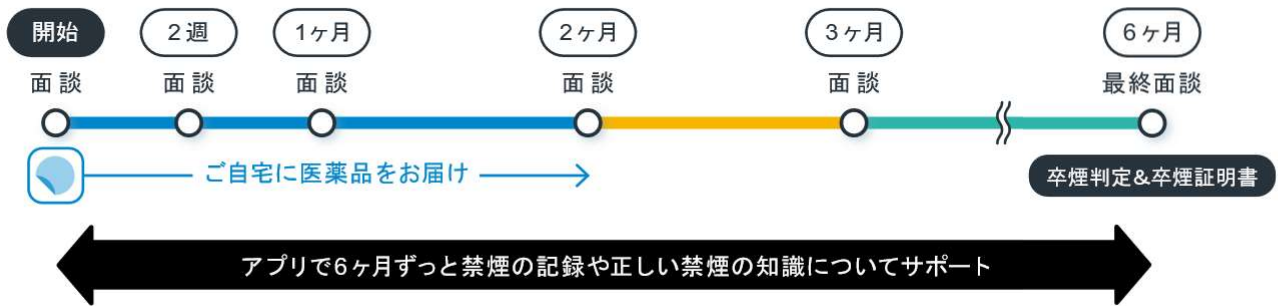 開始 2週 1ヶ月 2ヶ月 3ヶ月 6ヶ月
面談 面談 面談 面談 面談 最終面談
ご自宅に医薬品をお届け
卒煙判定&卒煙証明書
アプリで6ヶ月ずっと禁煙の記録や正しい禁煙の知識についてサポート